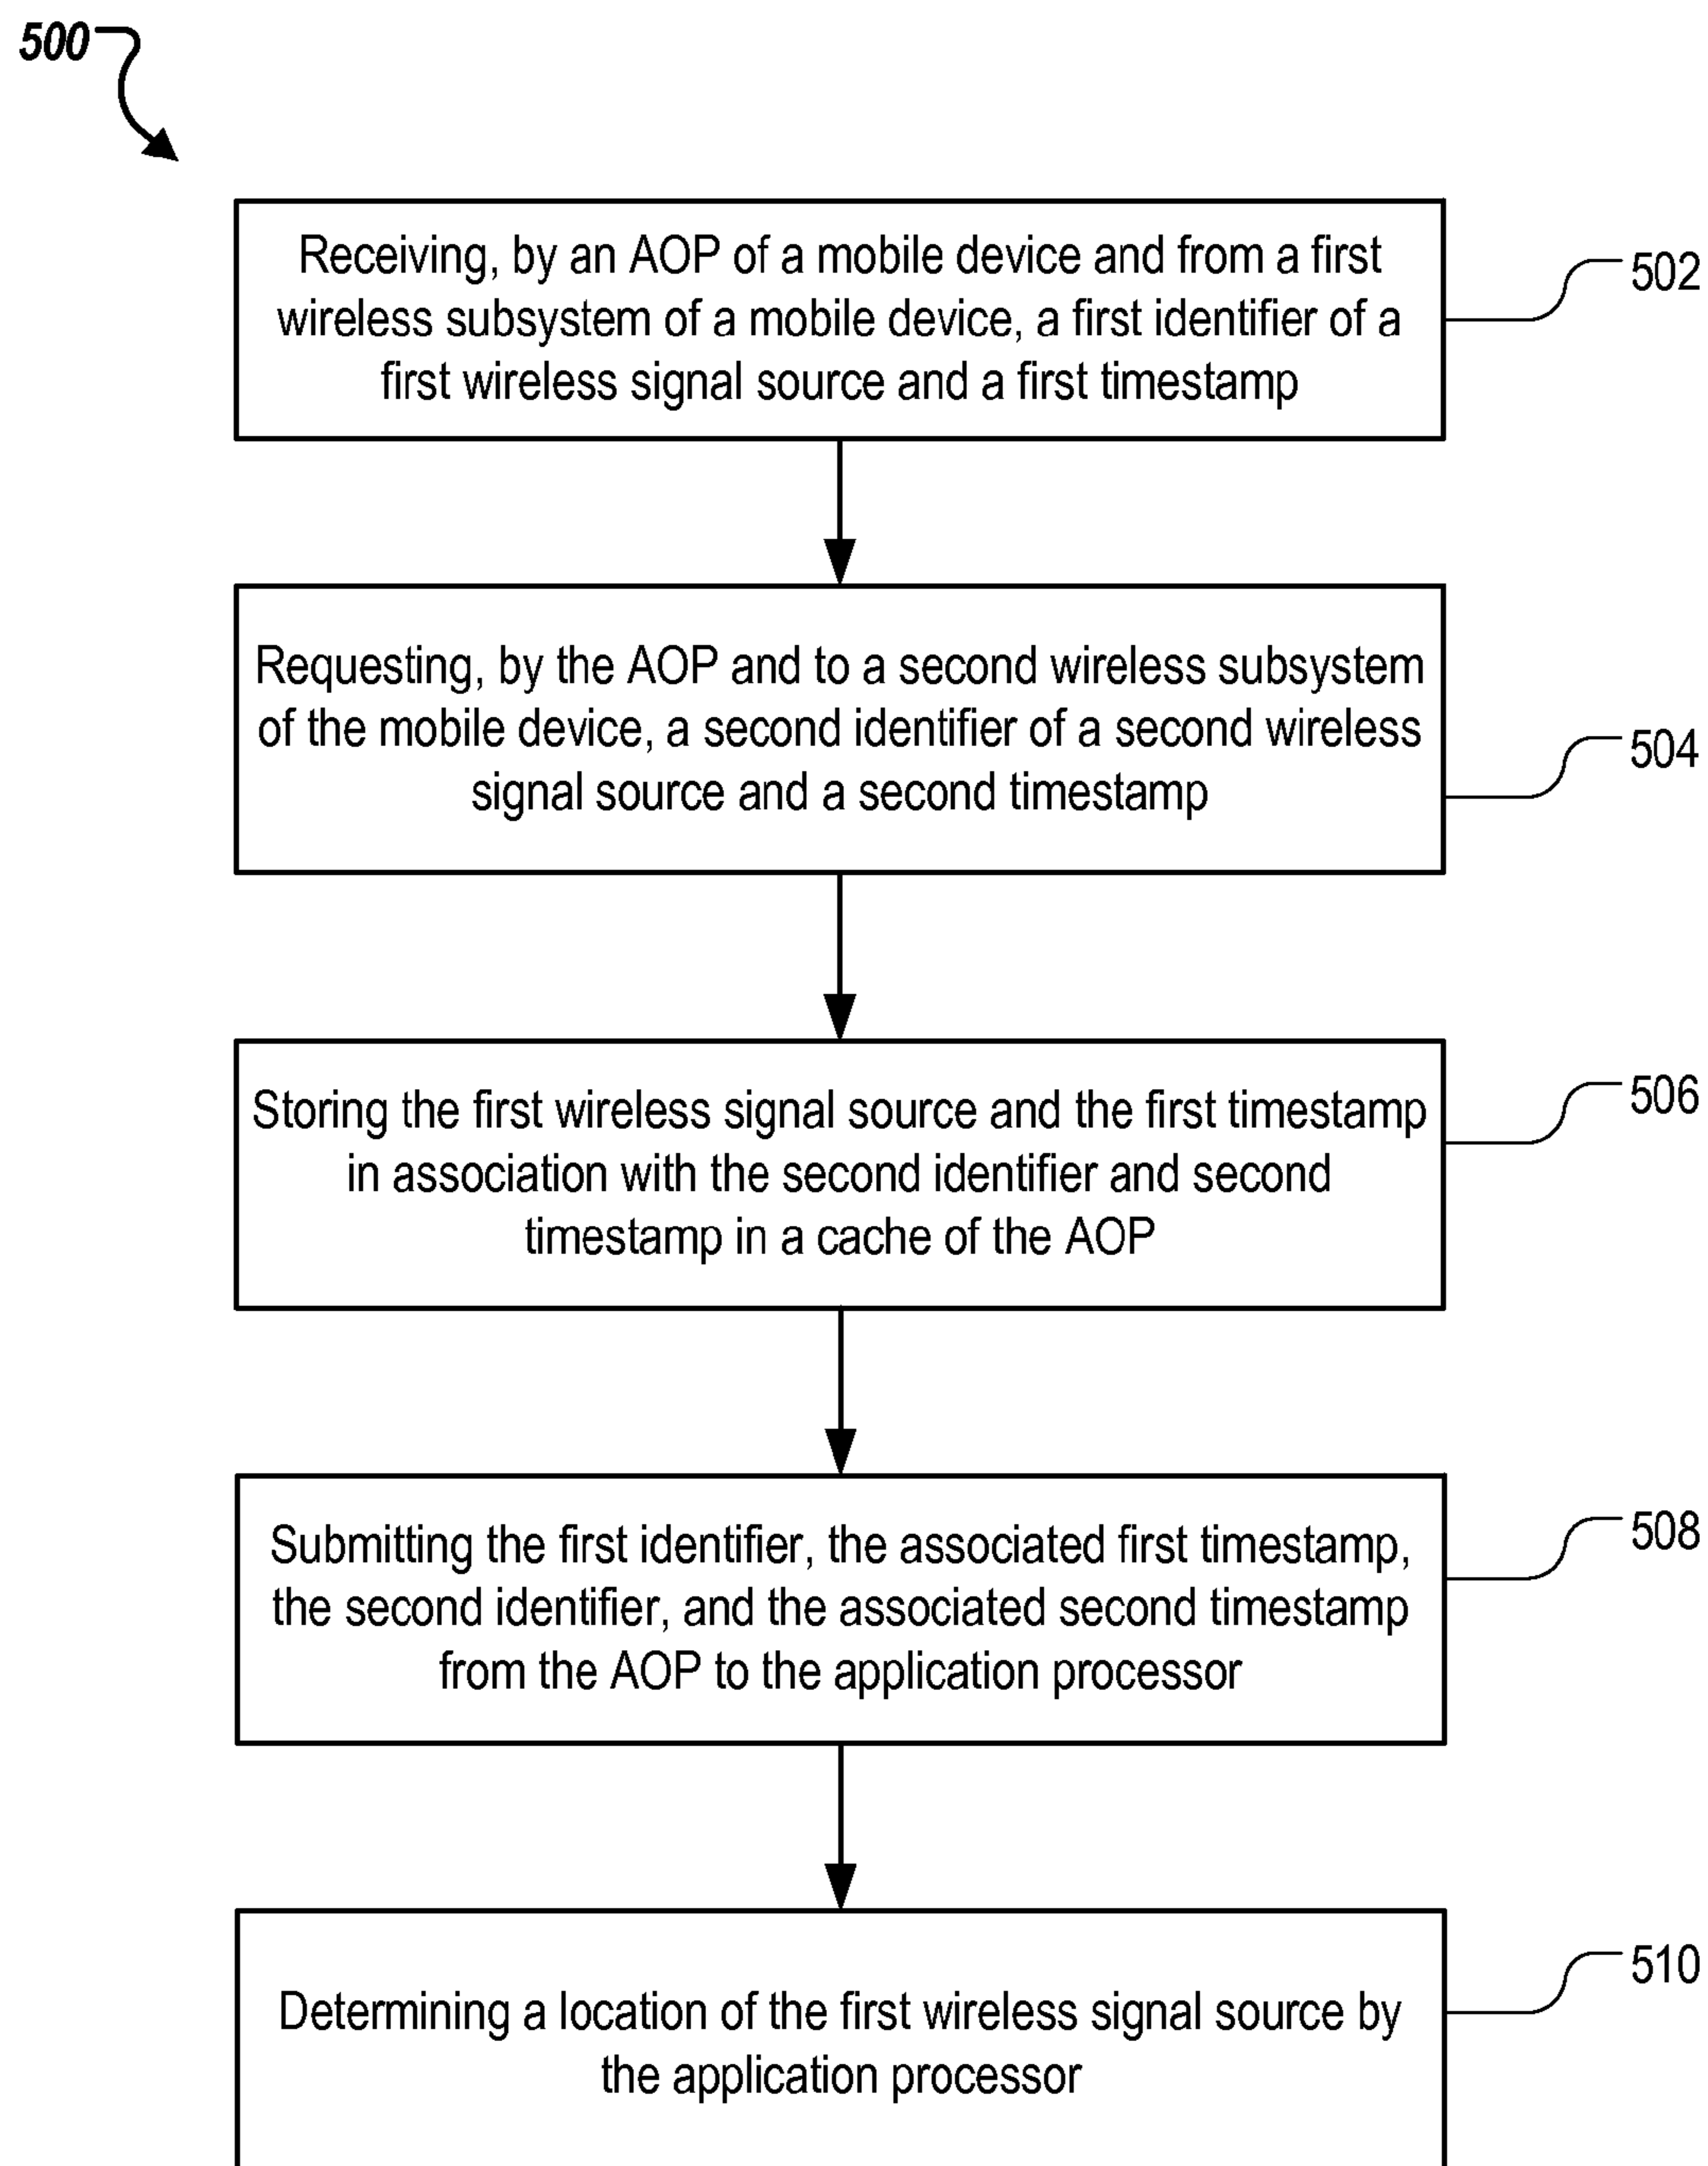 500
Receiving, by an AOP of a mobile device and from a first
wireless subsystem of a mobile device, a first identifier of a
first wireless signal source and a first timestamp
502
Requesting, by the AOP and to a second wireless subsystem
of the mobile device, a second identifier of a second wireless
signal source and a second timestamp
504
Storing the first wireless signal source and the first timestamp
in association with the second identifier and second
timestamp in a cache of the AOP
506
Submitting the first identifier, the associated first timestamp,
the second identifier, and the associated second timestamp
from the AOP to the application processor
508
Determining a location of the first wireless signal source by
the application processor
510